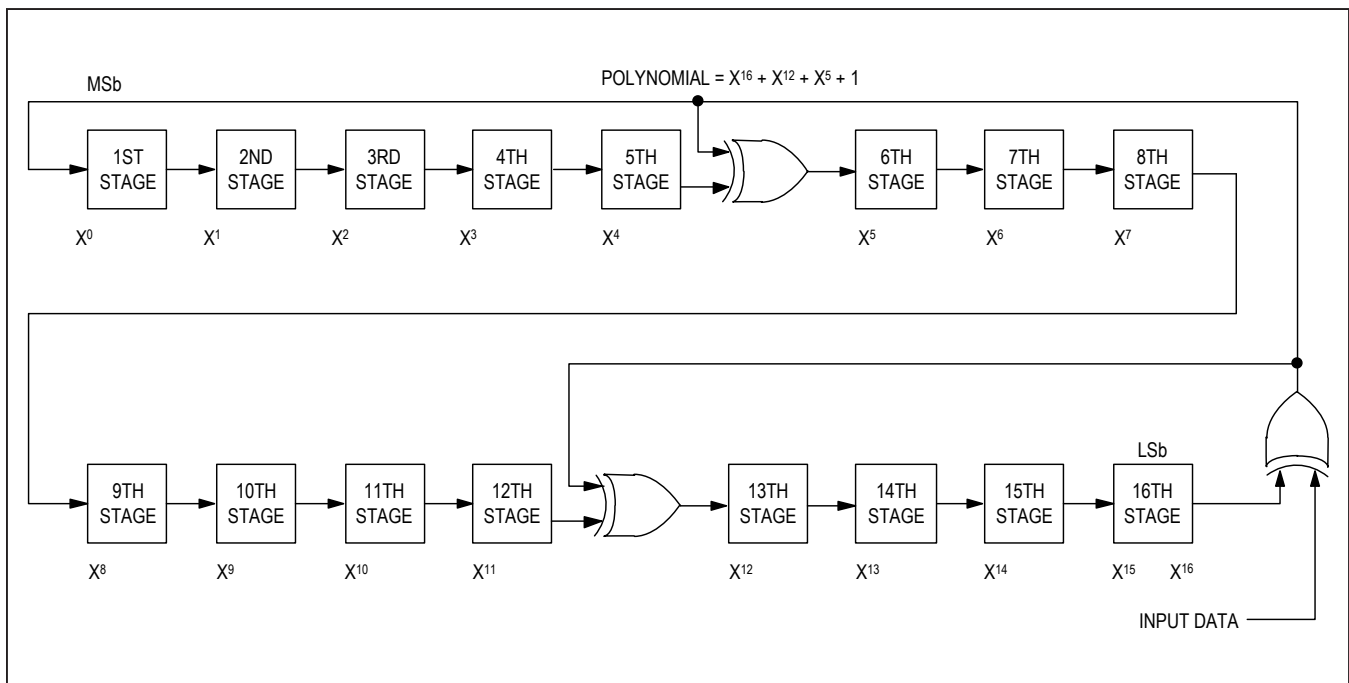 MSb
POLYNOMIAL = X¹⁶ + X¹² + X⁵ + 1
1ST
STAGE
2ND
STAGE
3RD
STAGE
4TH
STAGE
5TH
STAGE
6TH
STAGE
7TH
STAGE
8TH
STAGE
X⁰
X¹
X²
X³
X⁴
X⁵
X⁶
X⁷
LSb
9TH
STAGE
10TH
STAGE
11TH
STAGE
12TH
STAGE
13TH
STAGE
14TH
STAGE
15TH
STAGE
16TH
STAGE
X⁸
X⁹
X¹⁰
X¹¹
X¹²
X¹³
X¹⁴
X¹⁵
X¹⁶
INPUT DATA